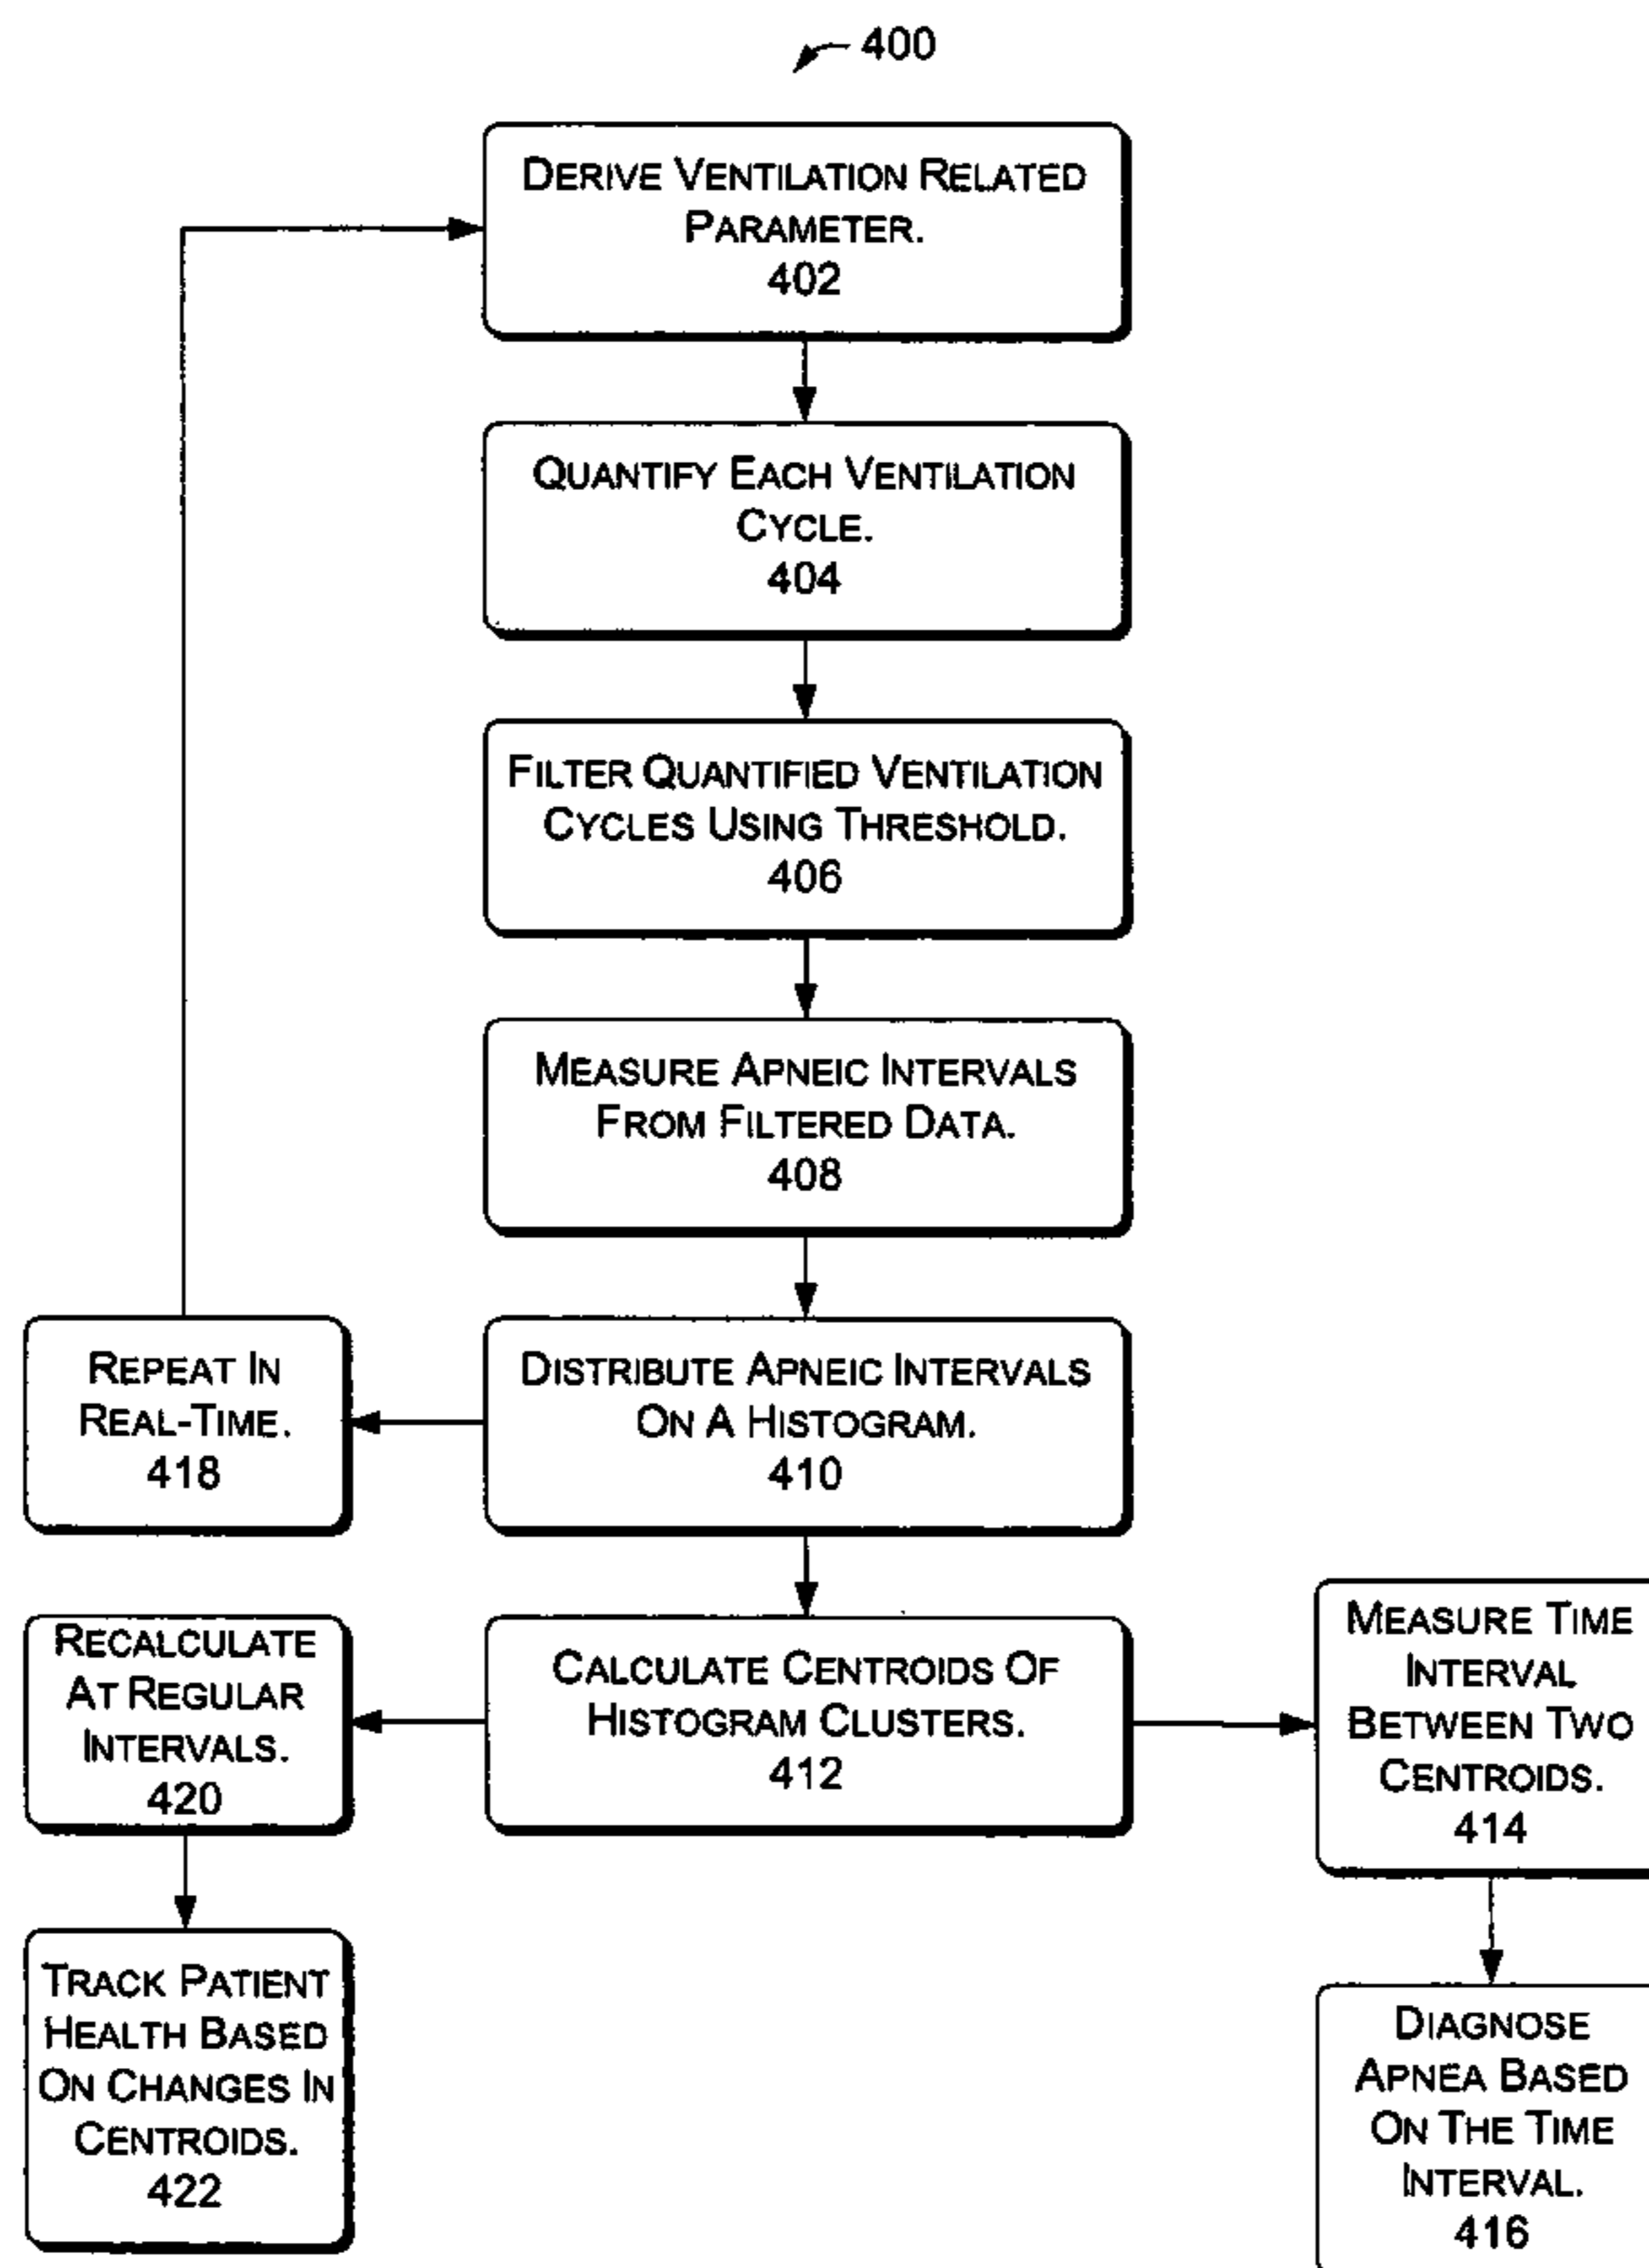 400
DERIVE VENTILATION RELATED
PARAMETER.
402
QUANTIFY EACH VENTILATION
CYCLE.
404
FILTER QUANTIFIED VENTILATION
CYCLES USING THRESHOLD.
406
MEASURE APNEIC INTERVALS
FROM FILTERED DATA.
408
REPEAT IN
REAL-TIME.
418
DISTRIBUTE APNEIC INTERVALS
ON A HISTOGRAM.
410
RECALCULATE
AT REGULAR
INTERVALS.
420
CALCULATE CENTROIDS OF
HISTOGRAM CLUSTERS.
412
MEASURE TIME
INTERVAL
BETWEEN TWO
CENTROIDS.
414
TRACK PATIENT
HEALTH BASED
ON CHANGES IN
CENTROIDS.
422
DIAGNOSE
APNEA BASED
ON THE TIME
INTERVAL.
416